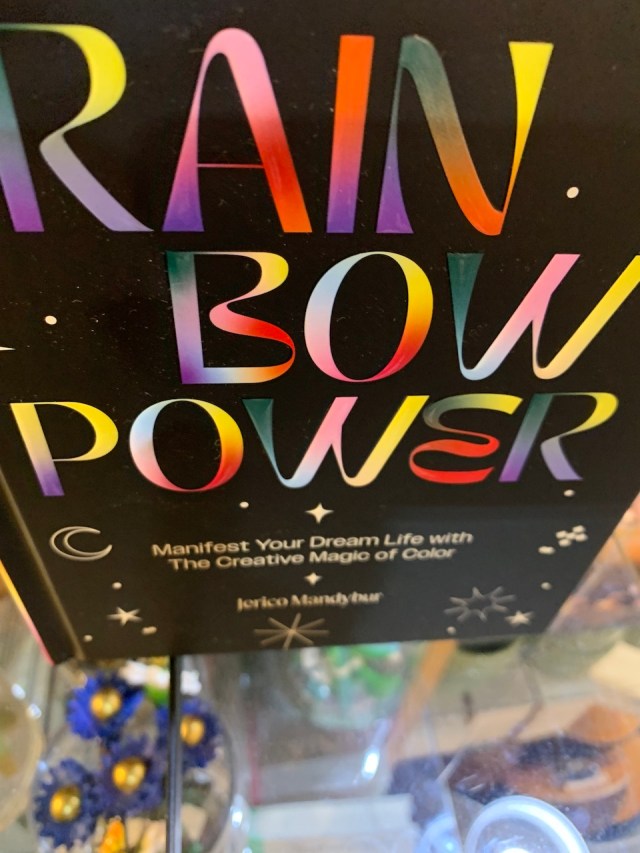 RAIN
BOW
POWER
Manifest Your Dream Life with
The Creative Magic of Color
Jerico Mandybur